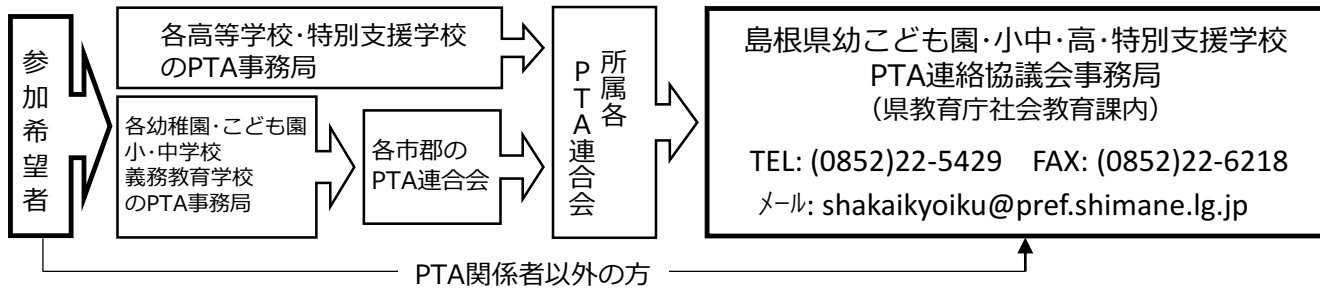 参加希望者
各高等学校・特別支援学校
のPTA事務局
各幼稚園・こども園
小・中学校
義務教育学校
のPTA事務局
各市郡の
PTA連合会
所属各
PTA連合会
島根県幼こども園・小中・高・特別支援学校
PTA連絡協議会事務局
（県教育庁社会教育課内）
TEL: (0852)22-5429 FAX: (0852)22-6218
ﾒｰﾙ: shakaikyoiku@pref.shimane.lg.jp
PTA関係者以外の方